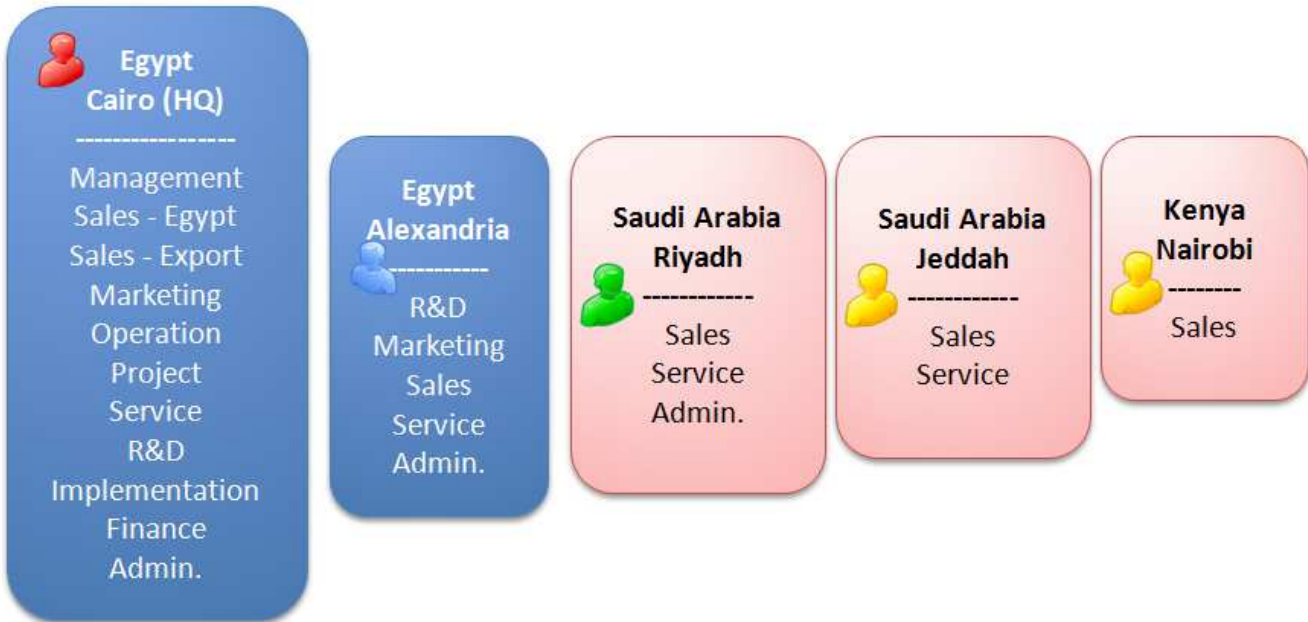 Egypt
Cairo (HQ)
-----------------
Management
Sales - Egypt
Sales - Export
Marketing
Operation
Project
Service
R&D
Implementation
Finance
Admin.
Egypt
Alexandria
-----------
R&D
Marketing
Sales
Service
Admin.
Saudi Arabia
Riyadh
------------
Sales
Service
Admin.
Saudi Arabia
Jeddah
------------
Sales
Service
Kenya
Nairobi
--------
Sales